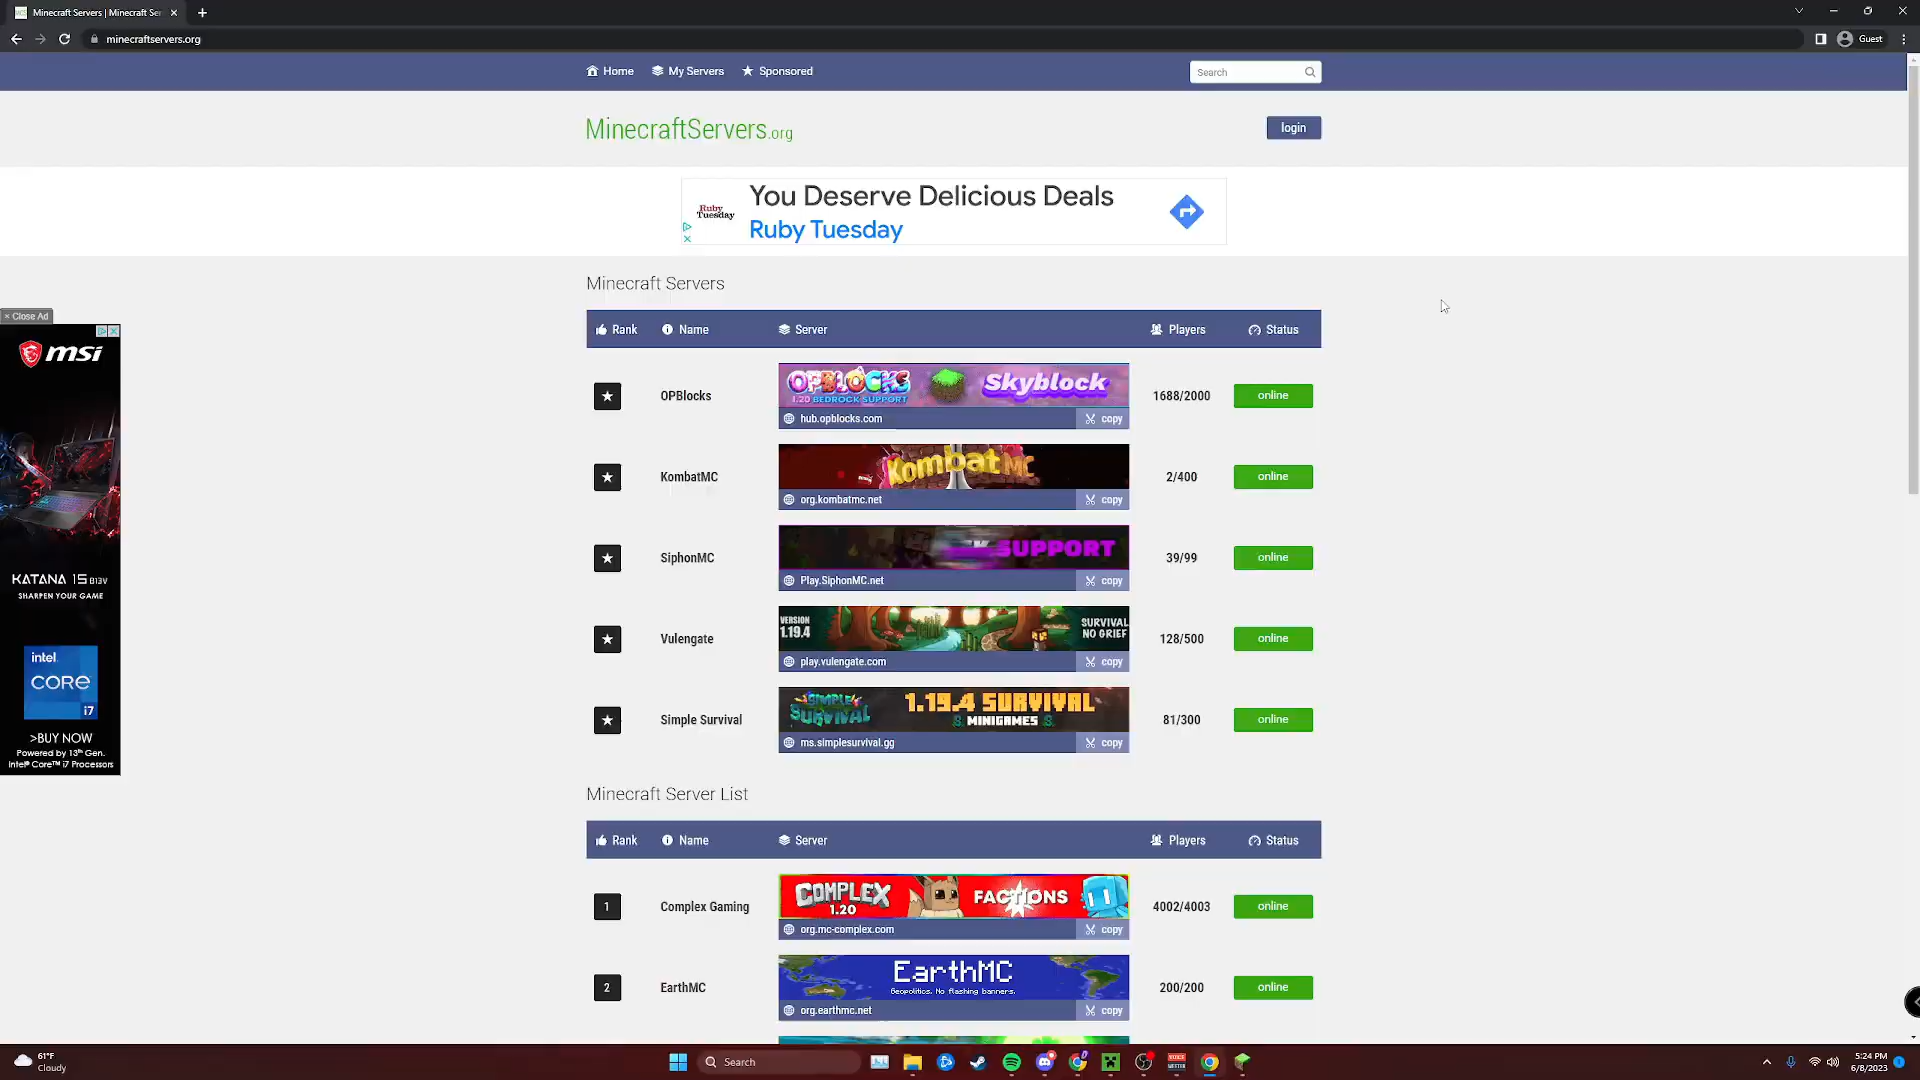 Minecraft Servers | Minecraft Ser
minecraftservers.org
Guest
Home
My Servers
Sponsored
Search
MinecraftServers.org
login
Ruby Tuesday
You Deserve Delicious Deals
Ruby Tuesday
Minecraft Servers
Rank Name Server Players Status
OPBlocks
OPBLOCKS
1.20 BEDROCK SUPPORT
Skyblock
hub.opblocks.com
copy
1688/2000
online
KombatMC
KombatMC
org.kombatmc.net
copy
2/400
online
SiphonMC
SUPPORT
Play.SiphonMC.net
copy
39/99
online
Vulengate
VERSION
1.19.4
SURVIVAL
NO GRIEF
play.vulengate.com
copy
128/500
online
Simple Survival
SIMPLE
SURVIVAL
1.19.4 SURVIVAL
MINIGAMES
ms.simplesurvival.gg
copy
81/300
online
Minecraft Server List
Rank Name Server Players Status
1
Complex Gaming
COMPLEX
1.20
FACTIONS
org.mc-complex.com
copy
4002/4003
online
2
EarthMC
EarthMC
Geopolitics. No flashing banners.
org.earthmc.net
copy
200/200
online
× Close Ad
msi
KATANA 15 B13V
SHARPEN YOUR GAME
intel
CORE
i7
>BUY NOW
Powered by 13th Gen.
Intel® Core™ i7 Processors
61°F
Cloudy
Search
5:24 PM
6/8/2023